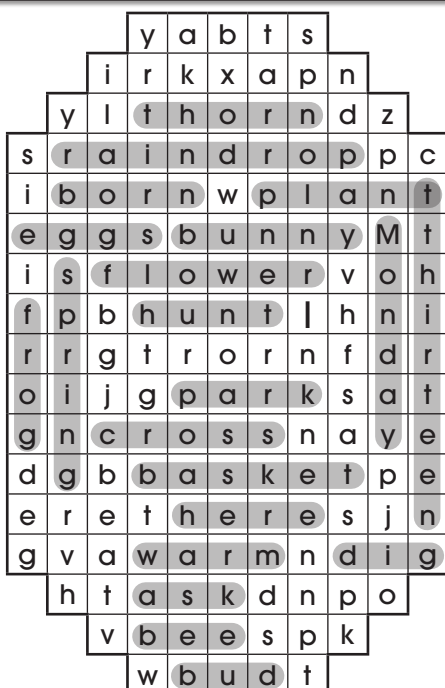 y a b t s
i r k x a p n
y l t h o r n d z
s r a i n d r o p p c
i b o r n w p l a n t
e g g s b u n n y M t
i s f l o w e r v o h
f p b h u n t l h n i
r r g t r o r n f d r
o i j g p a r k s a t
g n c r o s s n a y e
d g b b a s k e t p e
e r e t h e r e s j n
g v a w a r m n d i g
h t a s k d n p o
v b e e s p k
w b u d t